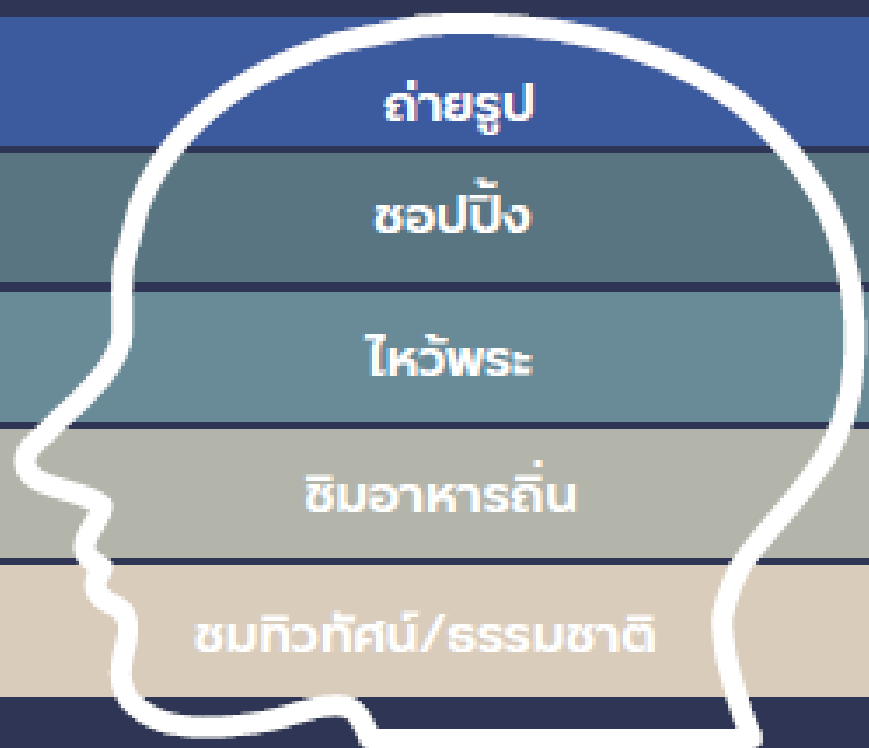 ถ่ายรูป
ชอปปิ้ง
ไหว้พระ
ชิมอาหารถิ่น
ชมทิวทัศน์/ธรรมชาติ